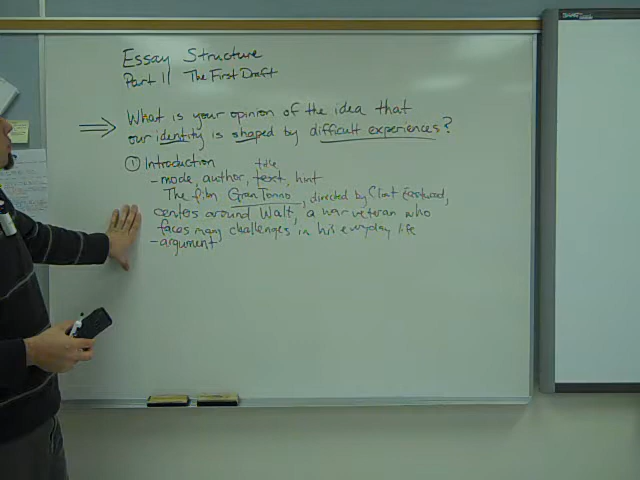 Essay Structure
Part II The First Draft
What is your opinion of the idea that
our identity is shaped by difficult experiences?
① Introduction
title
- mode, author, text, hint
The film Gran Torino, directed by Clint Eastwood,
centers around Walt, a war veteran who
faces many challenges in his everyday life
- argument